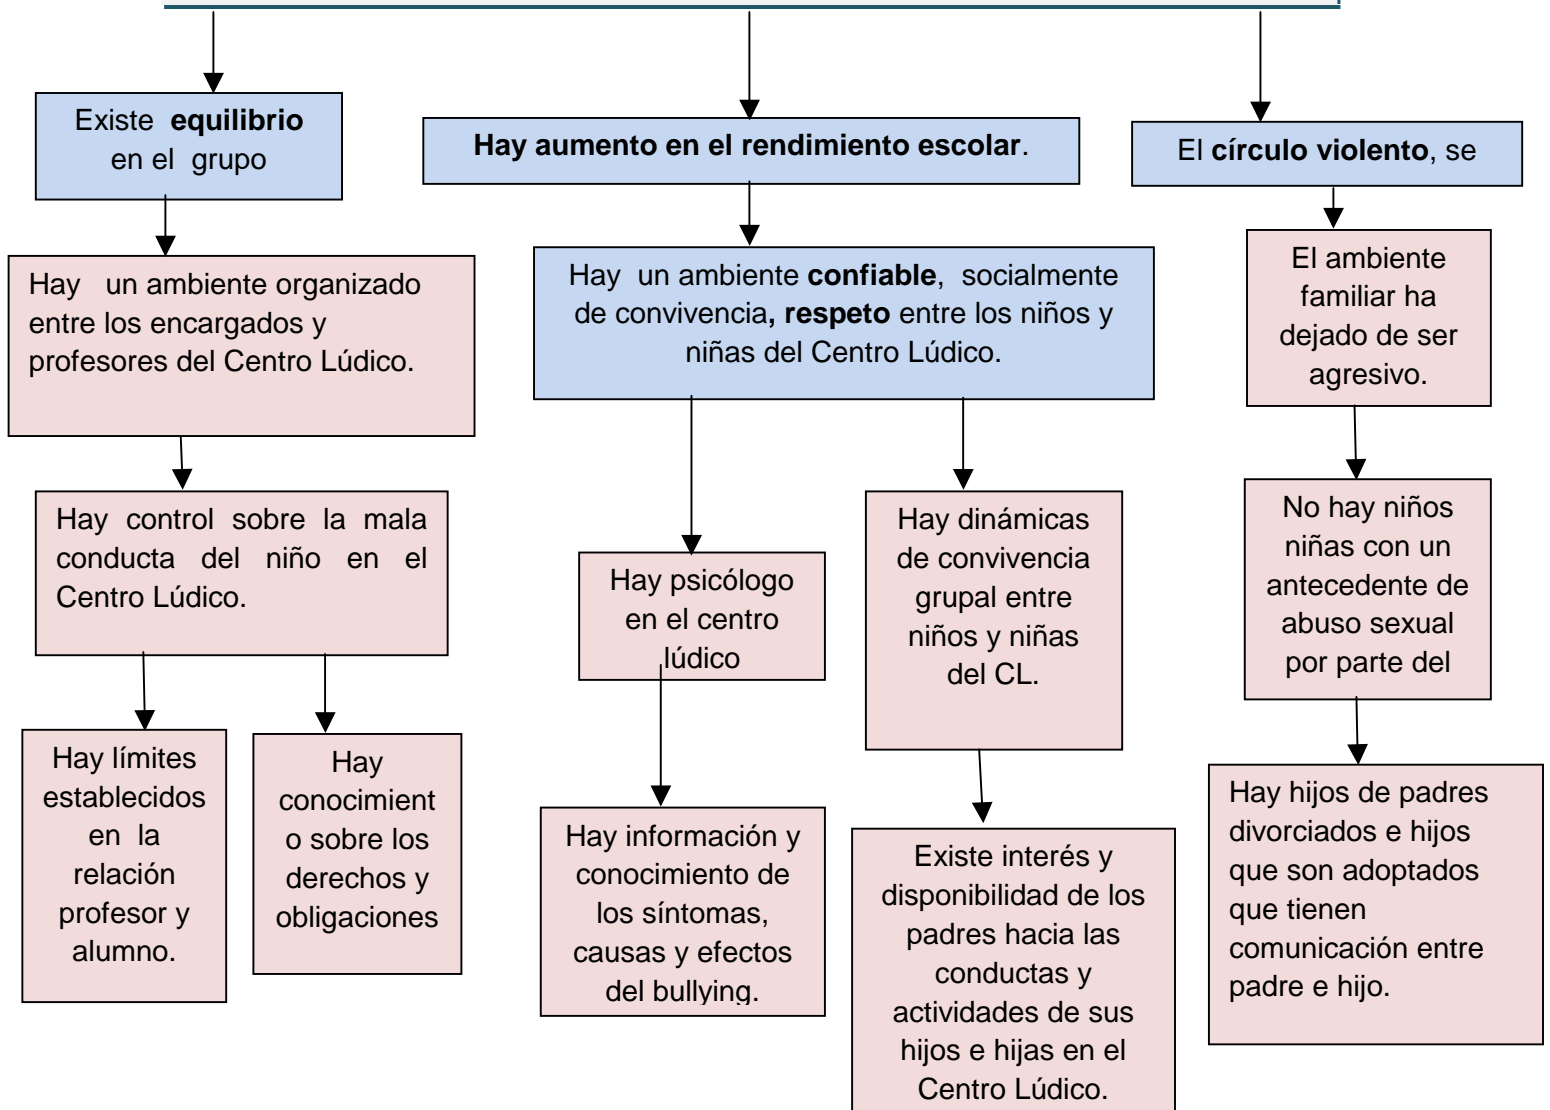 Existe equilibrio
en el grupo
Hay aumento en el rendimiento escolar.
El círculo violento, se
Hay un ambiente organizado
entre los encargados y
profesores del Centro Lúdico.
Hay un ambiente confiable, socialmente
de convivencia, respeto entre los niños y
niñas del Centro Lúdico.
El ambiente
familiar ha
dejado de ser
agresivo.
Hay control sobre la mala
conducta del niño en el
Centro Lúdico.
Hay psicólogo
en el centro
lúdico
Hay dinámicas
de convivencia
grupal entre
niños y niñas
del CL.
No hay niños
niñas con un
antecedente de
abuso sexual
por parte del
Hay límites
establecidos
en la
relación
profesor y
alumno.
Hay
conocimient
o sobre los
derechos y
obligaciones
Hay información y
conocimiento de
los síntomas,
causas y efectos
del bullying.
Existe interés y
disponibilidad de los
padres hacia las
conductas y
actividades de sus
hijos e hijas en el
Centro Lúdico.
Hay hijos de padres
divorciados e hijos
que son adoptados
que tienen
comunicación entre
padre e hijo.